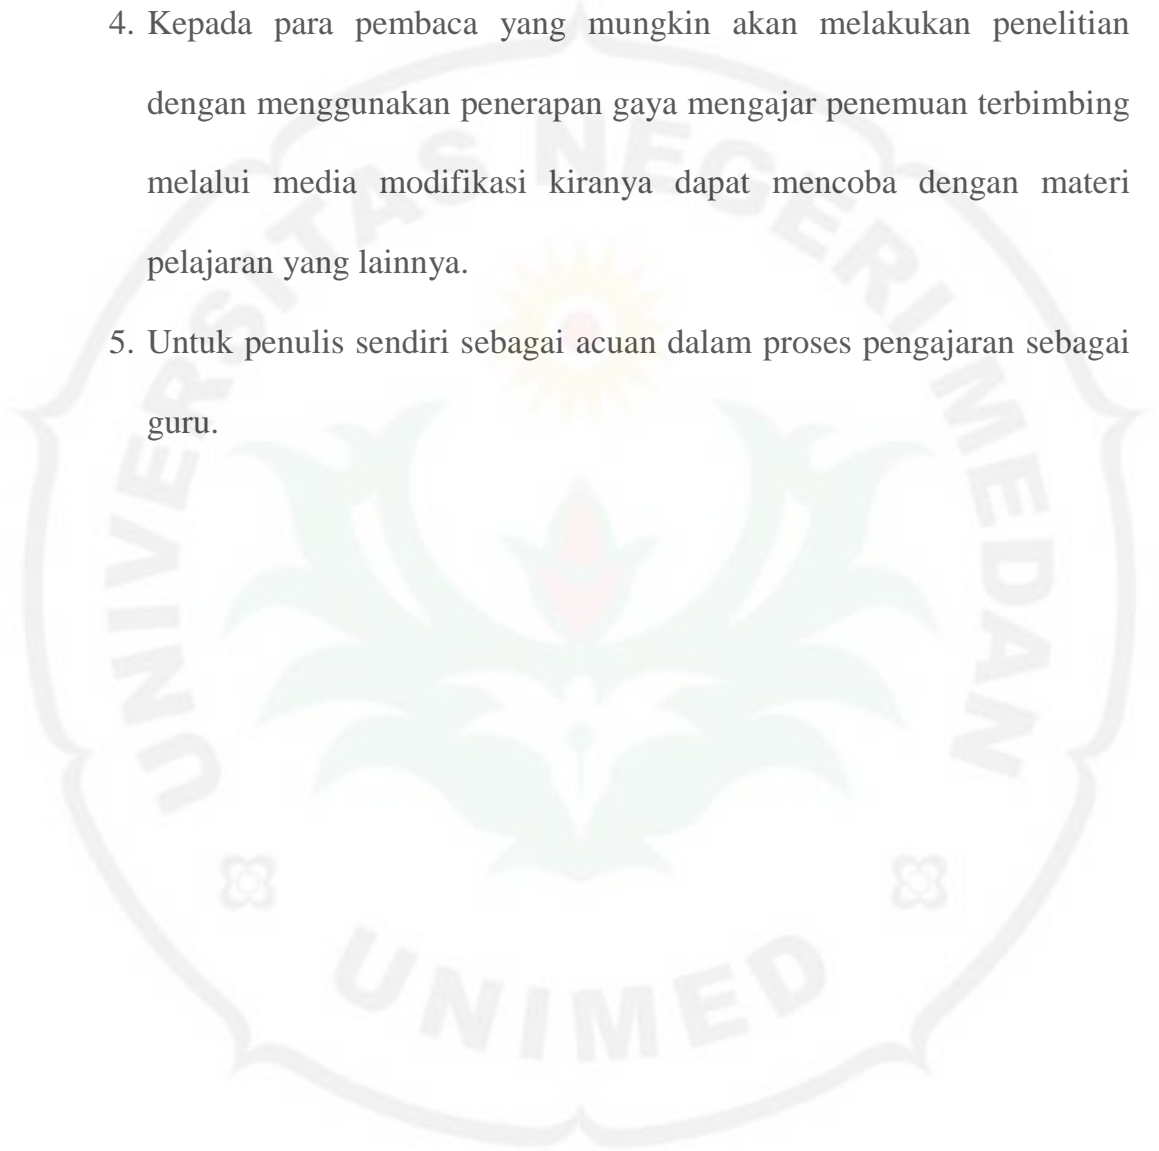 4. Kepada para pembaca yang mungkin akan melakukan penelitian
dengan menggunakan penerapan gaya mengajar penemuan terbimbing
melalui media modifikasi kiranya dapat mencoba dengan materi
pelajaran yang lainnya.
5. Untuk penulis sendiri sebagai acuan dalam proses pengajaran sebagai
guru.
UNIVERSITAS NEGERI MEDAN
UNIMED